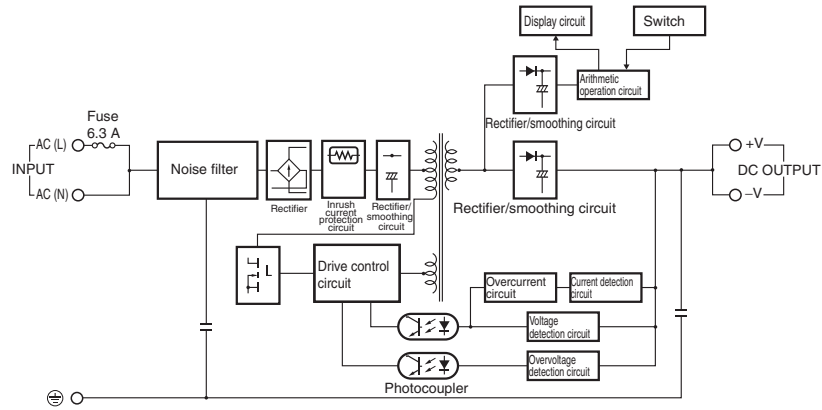 Display circuit
Switch
Fuse
6.3 A
Arithmetic
operation circuit
Rectifier/smoothing circuit
AC (L)
INPUT
AC (N)
Noise filter
Rectifier
Inrush
current
protection
circuit
Rectifier/
smoothing
circuit
Rectifier/smoothing circuit
+V
DC OUTPUT
−V
Drive control
circuit
Overcurrent
circuit
Current detection
circuit
Voltage
detection circuit
Overvoltage
detection circuit
Photocoupler